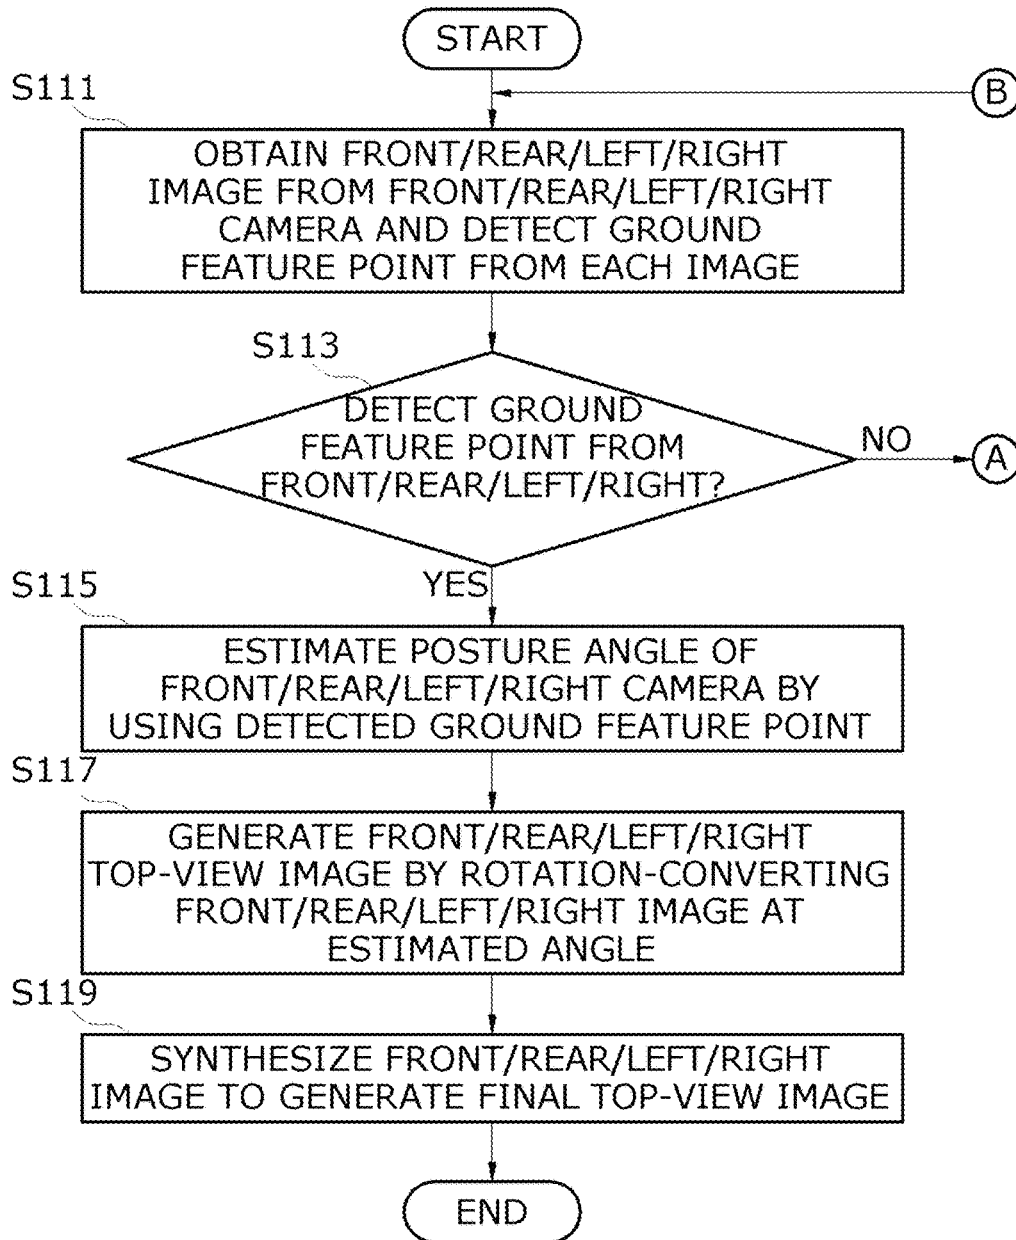 START
B
S111
OBTAIN FRONT/REAR/LEFT/RIGHT
IMAGE FROM FRONT/REAR/LEFT/RIGHT
CAMERA AND DETECT GROUND
FEATURE POINT FROM EACH IMAGE
S113
DETECT GROUND
FEATURE POINT FROM
FRONT/REAR/LEFT/RIGHT?
NO
A
YES
S115
ESTIMATE POSTURE ANGLE OF
FRONT/REAR/LEFT/RIGHT CAMERA BY
USING DETECTED GROUND FEATURE POINT
S117
GENERATE FRONT/REAR/LEFT/RIGHT
TOP-VIEW IMAGE BY ROTATION-CONVERTING
FRONT/REAR/LEFT/RIGHT IMAGE AT
ESTIMATED ANGLE
S119
SYNTHESIZE FRONT/REAR/LEFT/RIGHT
IMAGE TO GENERATE FINAL TOP-VIEW IMAGE
END